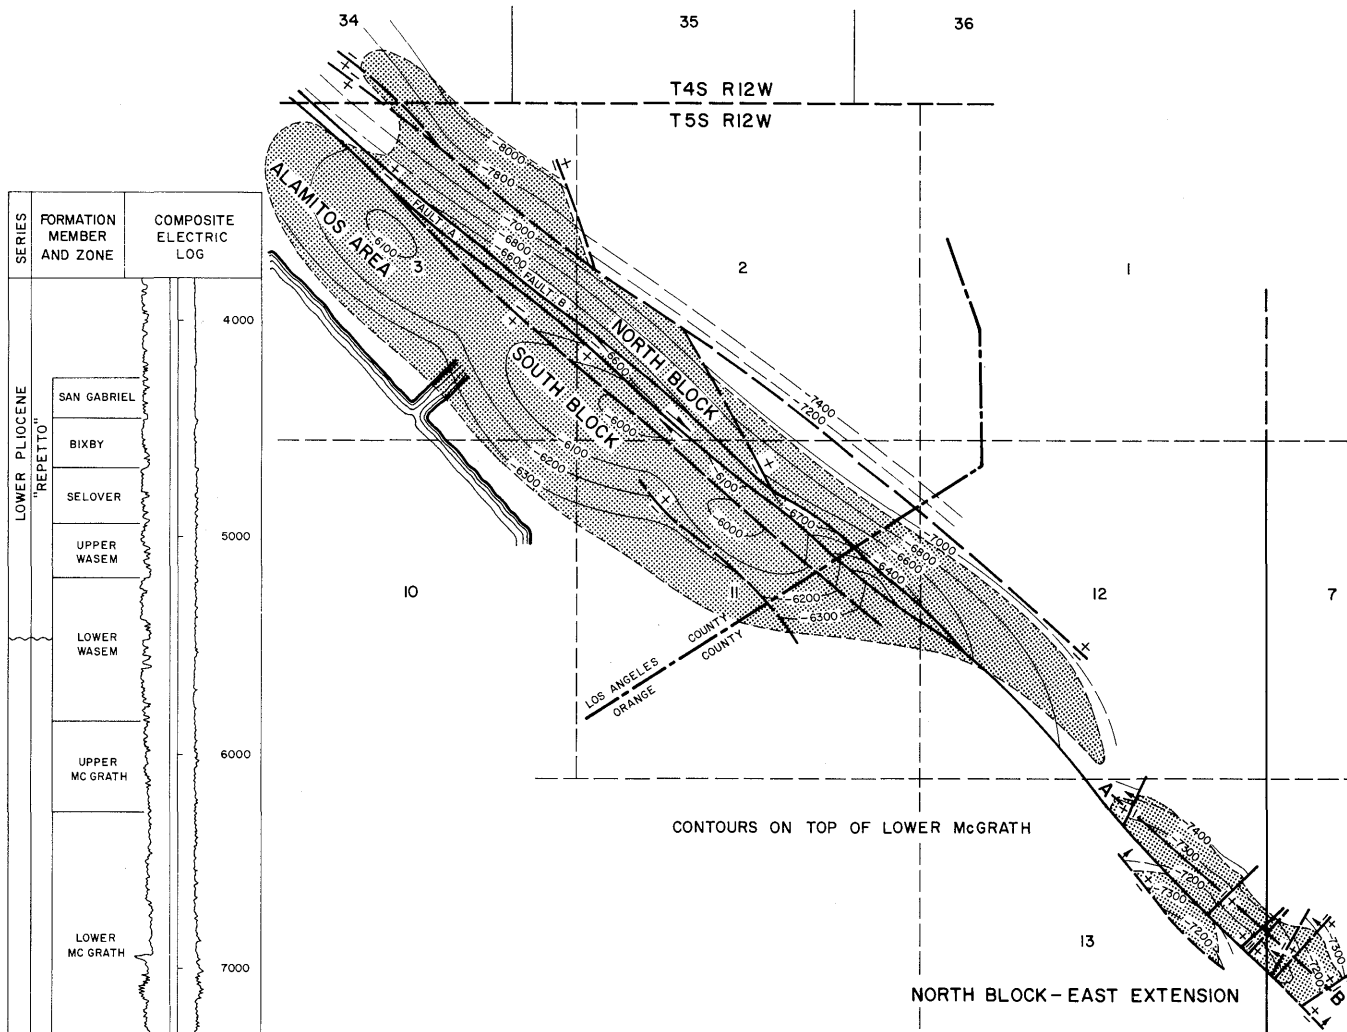 34
35
36
T4S R12W
T5S R12W
SERIES
FORMATION
MEMBER
AND ZONE
COMPOSITE
ELECTRIC
LOG
LOWER PLIOCENE
"REPETTO"
SAN GABRIEL
BIXBY
SELOVER
UPPER
WASEM
LOWER
WASEM
UPPER
MC GRATH
LOWER
MC GRATH
4000
5000
6000
7000
ALAMITOS AREA
-6100
3
FAULT A
FAULT B
-8000
-7800
-7000
-6800
-6600
2
1
NORTH BLOCK
-6600
SOUTH BLOCK
-6000
-6100
-6200
-6300
-7400
-7200
-6100
-6000
-6700
-7000
-6800
-6600
-6400
-6200
-6300
10
11
12
7
LOS ANGELES COUNTY
ORANGE COUNTY
CONTOURS ON TOP OF LOWER McGRATH
A
-7400
-7300
-7200
-7300
-7200
-7300
-7200
B
13
NORTH BLOCK-EAST EXTENSION